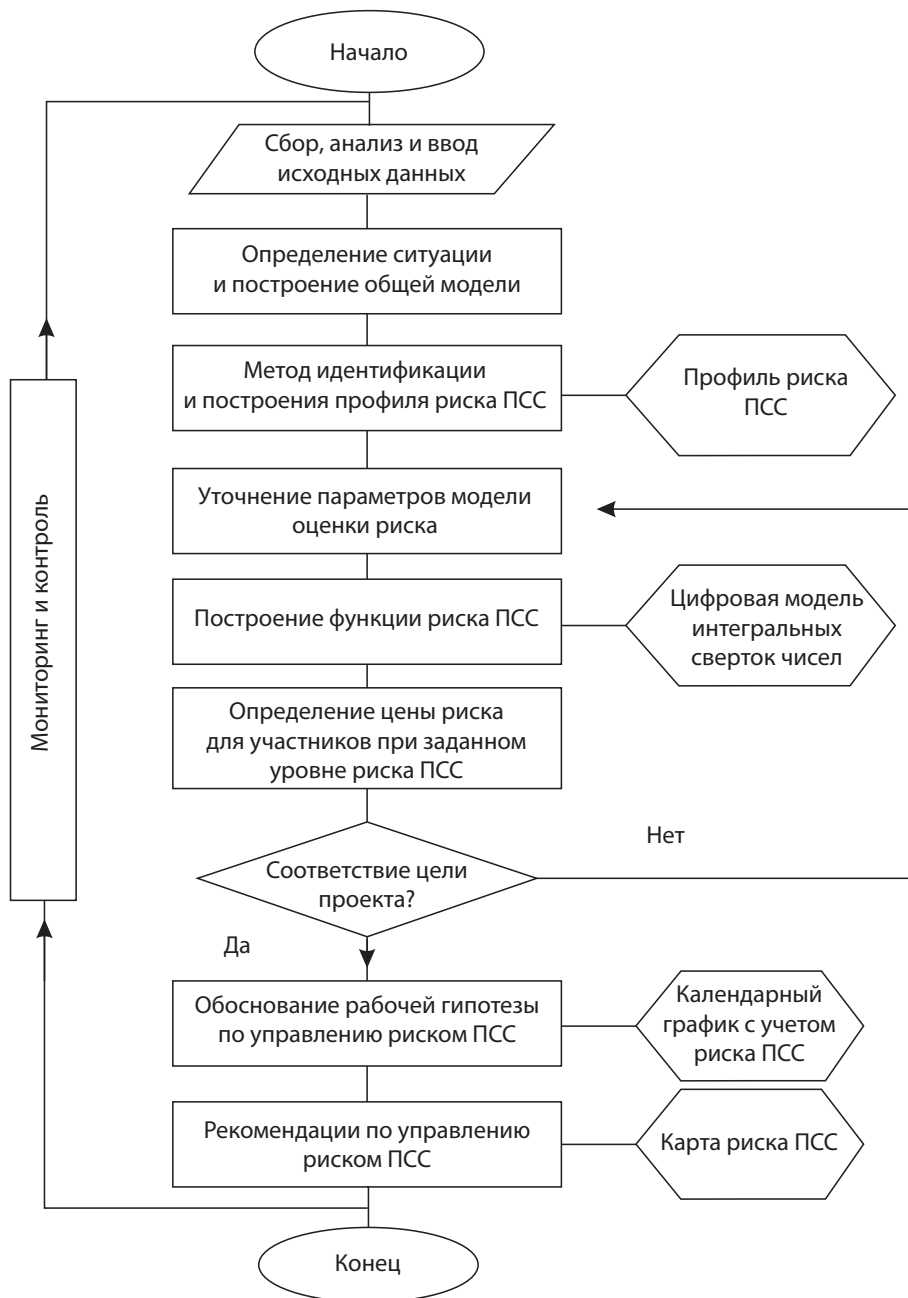 Начало
Сбор, анализ и ввод
исходных данных
Определение ситуации
и построение общей модели
Метод идентификации
и построения профиля риска ПСС
Профиль риска
ПСС
Уточнение параметров модели
оценки риска
Построение функции риска ПСС
Цифровая модель
интегральных
сверток чисел
Определение цены риска
для участников при заданном
уровне риска ПСС
Мониторинг и контроль
Соответствие цели
проекта?
Нет
Да
Обоснование рабочей гипотезы
по управлению риском ПСС
Календарный
график с учетом
риска ПСС
Рекомендации по управлению
риском ПСС
Карта риска ПСС
Конец